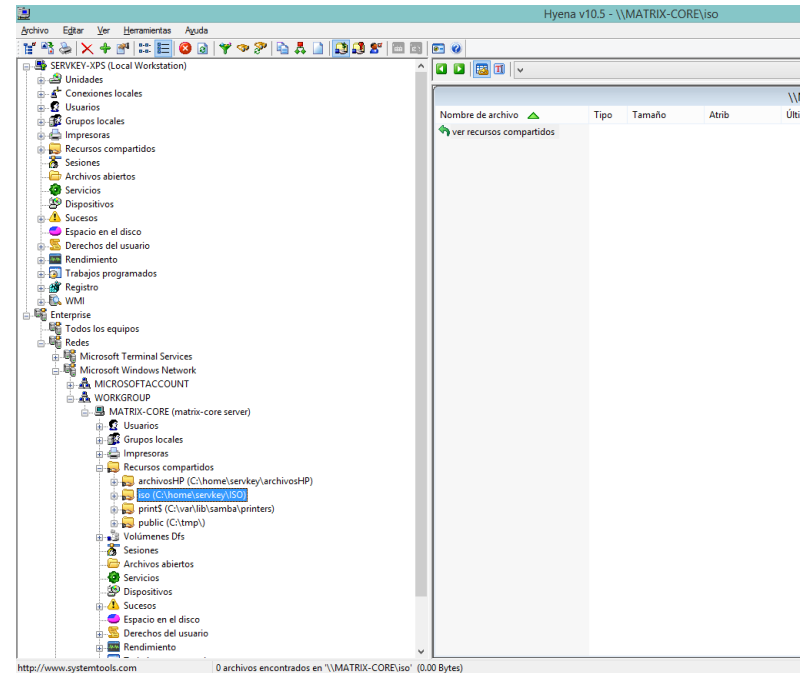 Hyena v10.5 - \\MATRIX-CORE\iso
Archivo Egitar Ver Herramientas Ayuda
SERVKEY-XPS (Local Workstation)
Unidades
Conexiones locales
Usuarios
Grupos locales
Impresoras
Recursos compartidos
Sesiones
Archivos abiertos
Servicios
Dispositivos
Sucesos
Espacio en el disco
Derechos del usuario
Rendimiento
Trabajos programados
Registro
WMI
Enterprise
Todos los equipos
Redes
Microsoft Terminal Services
Microsoft Windows Network
MICROSOFTACCOUNT
WORKGROUP
MATRIX-CORE (matrix-core server)
Usuarios
Grupos locales
Impresoras
Recursos compartidos
archivosHP (C:\home\servkey\archivosHP)
iso (C:\home\servkey\ISO)
print$ (C:\var\lib\samba\printers)
public (C:\tmp\)
Volúmenes Dfs
Sesiones
Archivos abiertos
Servicios
Dispositivos
Sucesos
Espacio en el disco
Derechos del usuario
Rendimiento
\\M
Nombre de archivo Tipo Tamaño Atrib Últi
ver recursos compartidos
http://www.systemtools.com 0 archivos encontrados en '\\MATRIX-CORE\iso' (0.00 Bytes)